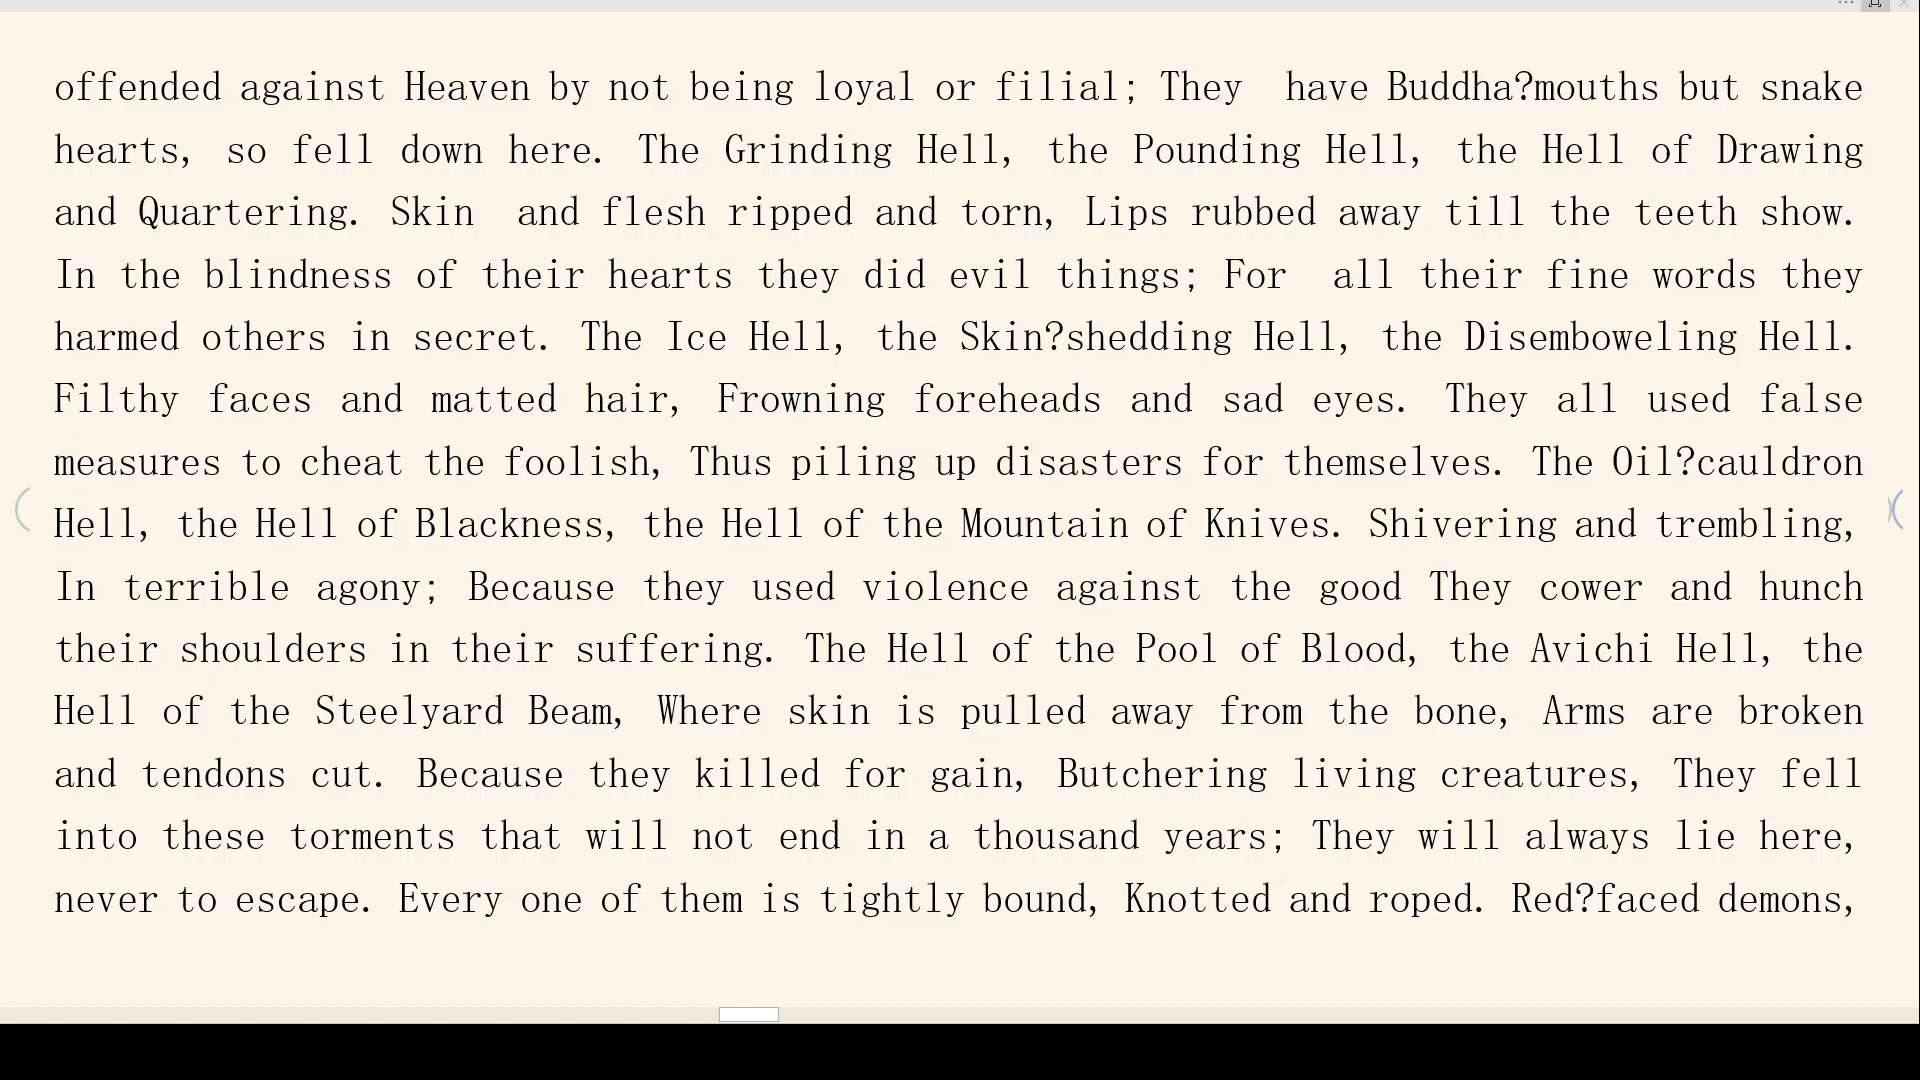 offended against Heaven by not being loyal or filial; They  have Buddha?mouths but snake
hearts, so fell down here. The Grinding Hell, the Pounding Hell, the Hell of Drawing
and Quartering. Skin  and flesh ripped and torn, Lips rubbed away till the teeth show.
In the blindness of their hearts they did evil things; For  all their fine words they
harmed others in secret. The Ice Hell, the Skin?shedding Hell, the Disemboweling Hell.
Filthy faces and matted hair, Frowning foreheads and sad eyes. They all used false
measures to cheat the foolish, Thus piling up disasters for themselves. The Oil?cauldron
Hell, the Hell of Blackness, the Hell of the Mountain of Knives. Shivering and trembling,
In terrible agony; Because they used violence against the good They cower and hunch
their shoulders in their suffering. The Hell of the Pool of Blood, the Avichi Hell, the
Hell of the Steelyard Beam, Where skin is pulled away from the bone, Arms are broken
and tendons cut. Because they killed for gain, Butchering living creatures, They fell
into these torments that will not end in a thousand years; They will always lie here,
never to escape. Every one of them is tightly bound, Knotted and roped. Red?faced demons,